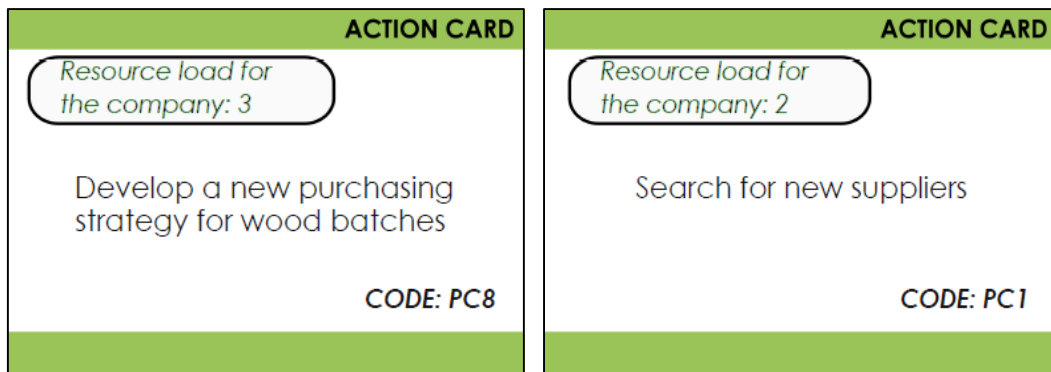 ACTION CARD
Resource load for
the company: 3
Develop a new purchasing
strategy for wood batches
CODE: PC8
ACTION CARD
Resource load for
the company: 2
Search for new suppliers
CODE: PC1